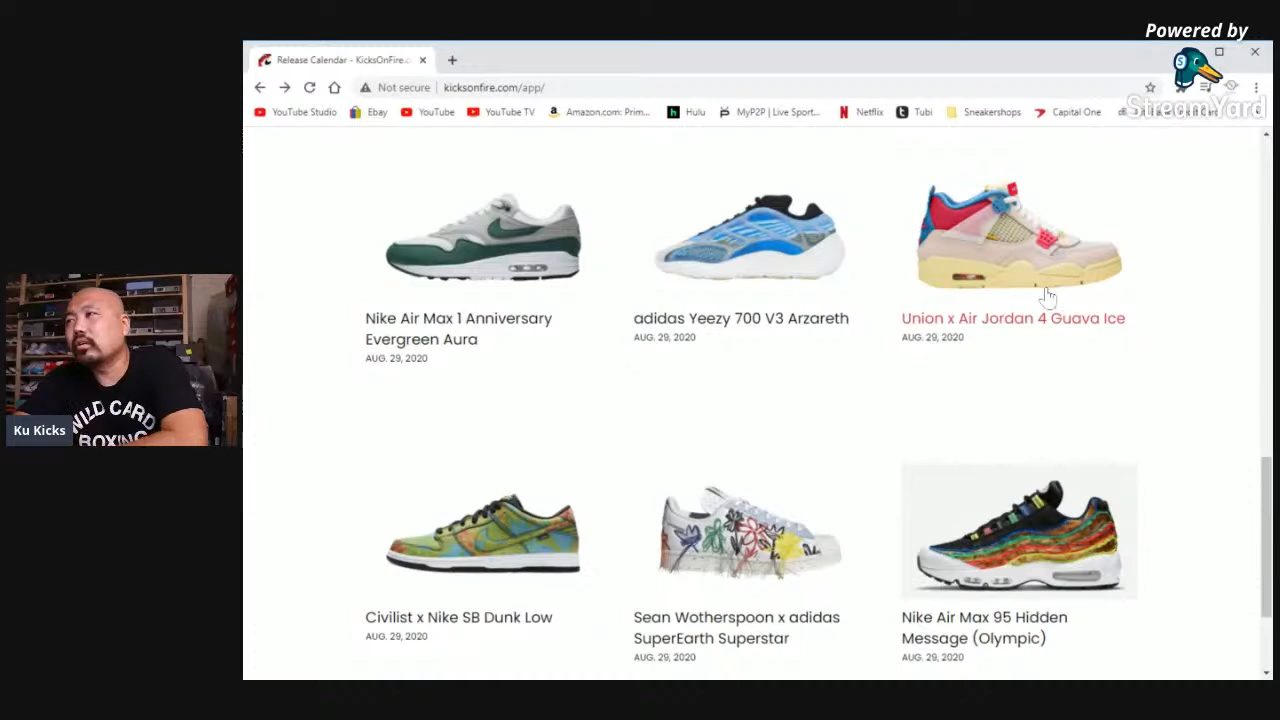 Powered by
StreamYard
Release Calendar - KicksOnFire.c
Not secure
kicksonfire.com/app/
YouTube Studio
Ebay
YouTube
YouTube TV
Amazon.com: Prim...
Hulu
MyP2P | Live Sport...
Netflix
Tubi
Sneakershops
Capital One
Nike Air Max 1 Anniversary
Evergreen Aura
AUG. 29, 2020
adidas Yeezy 700 V3 Arzareth
AUG. 29, 2020
Union x Air Jordan 4 Guava Ice
AUG. 29, 2020
WILD CARD
BOXING
Ku Kicks
Civilist x Nike SB Dunk Low
AUG. 29, 2020
Sean Wotherspoon x adidas
SuperEarth Superstar
AUG. 29, 2020
Nike Air Max 95 Hidden
Message (Olympic)
AUG. 29, 2020